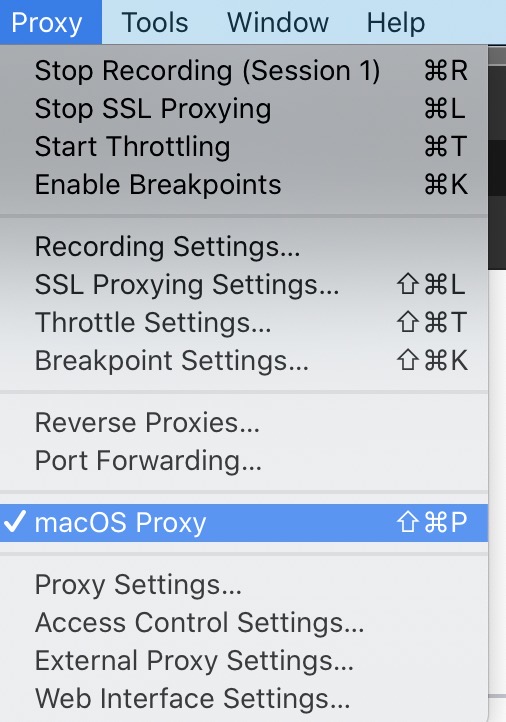 Proxy Tools Window Help
Stop Recording (Session 1) ⌘R
Stop SSL Proxying ⌘L
Start Throttling ⌘T
Enable Breakpoints ⌘K
Recording Settings...
SSL Proxying Settings... ⇧⌘L
Throttle Settings... ⇧⌘T
Breakpoint Settings... ⇧⌘K
Reverse Proxies...
Port Forwarding...
✓ macOS Proxy ⇧⌘P
Proxy Settings...
Access Control Settings...
External Proxy Settings...
Web Interface Settings...